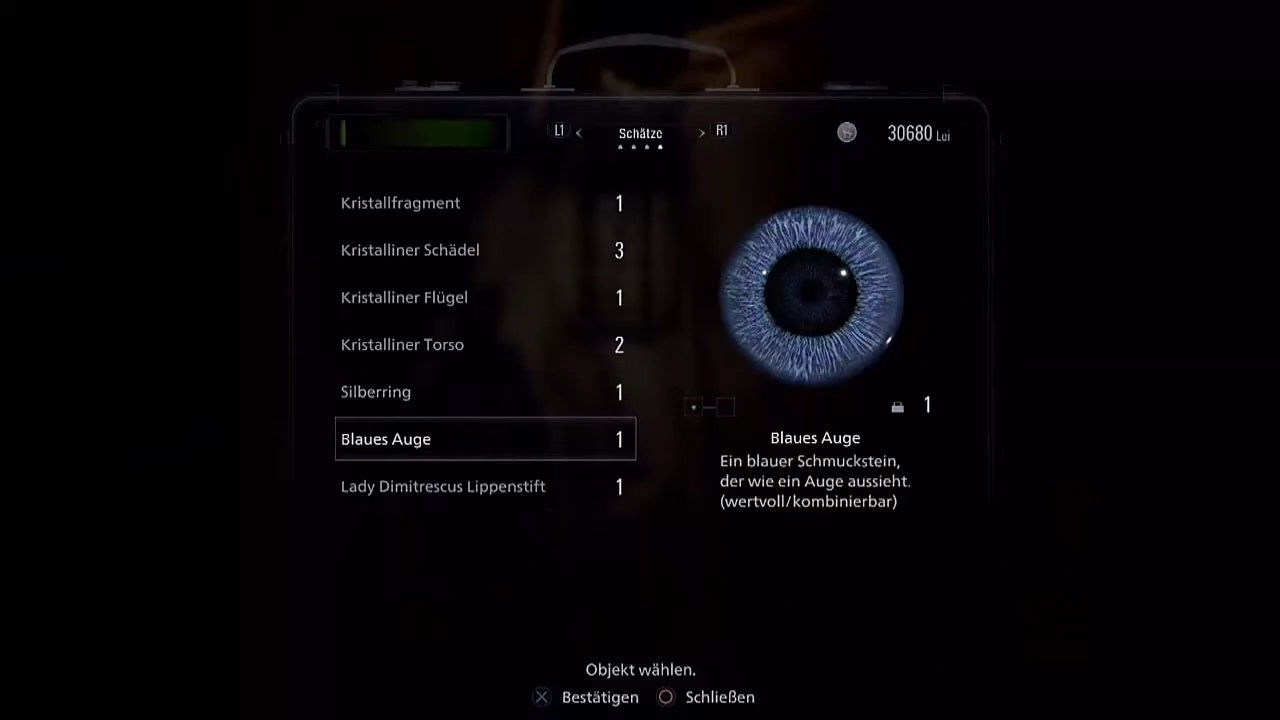 L1 < Schätze > R1
30680 Lei
Kristallfragment 1
Kristalliner Schädel 3
Kristalliner Flügel 1
Kristalliner Torso 2
Silberring 1
Blaues Auge 1
Lady Dimitrescus Lippenstift 1
1
Blaues Auge
Ein blauer Schmuckstein,
der wie ein Auge aussieht.
(wertvoll/kombinierbar)
Objekt wählen.
Bestätigen Schließen